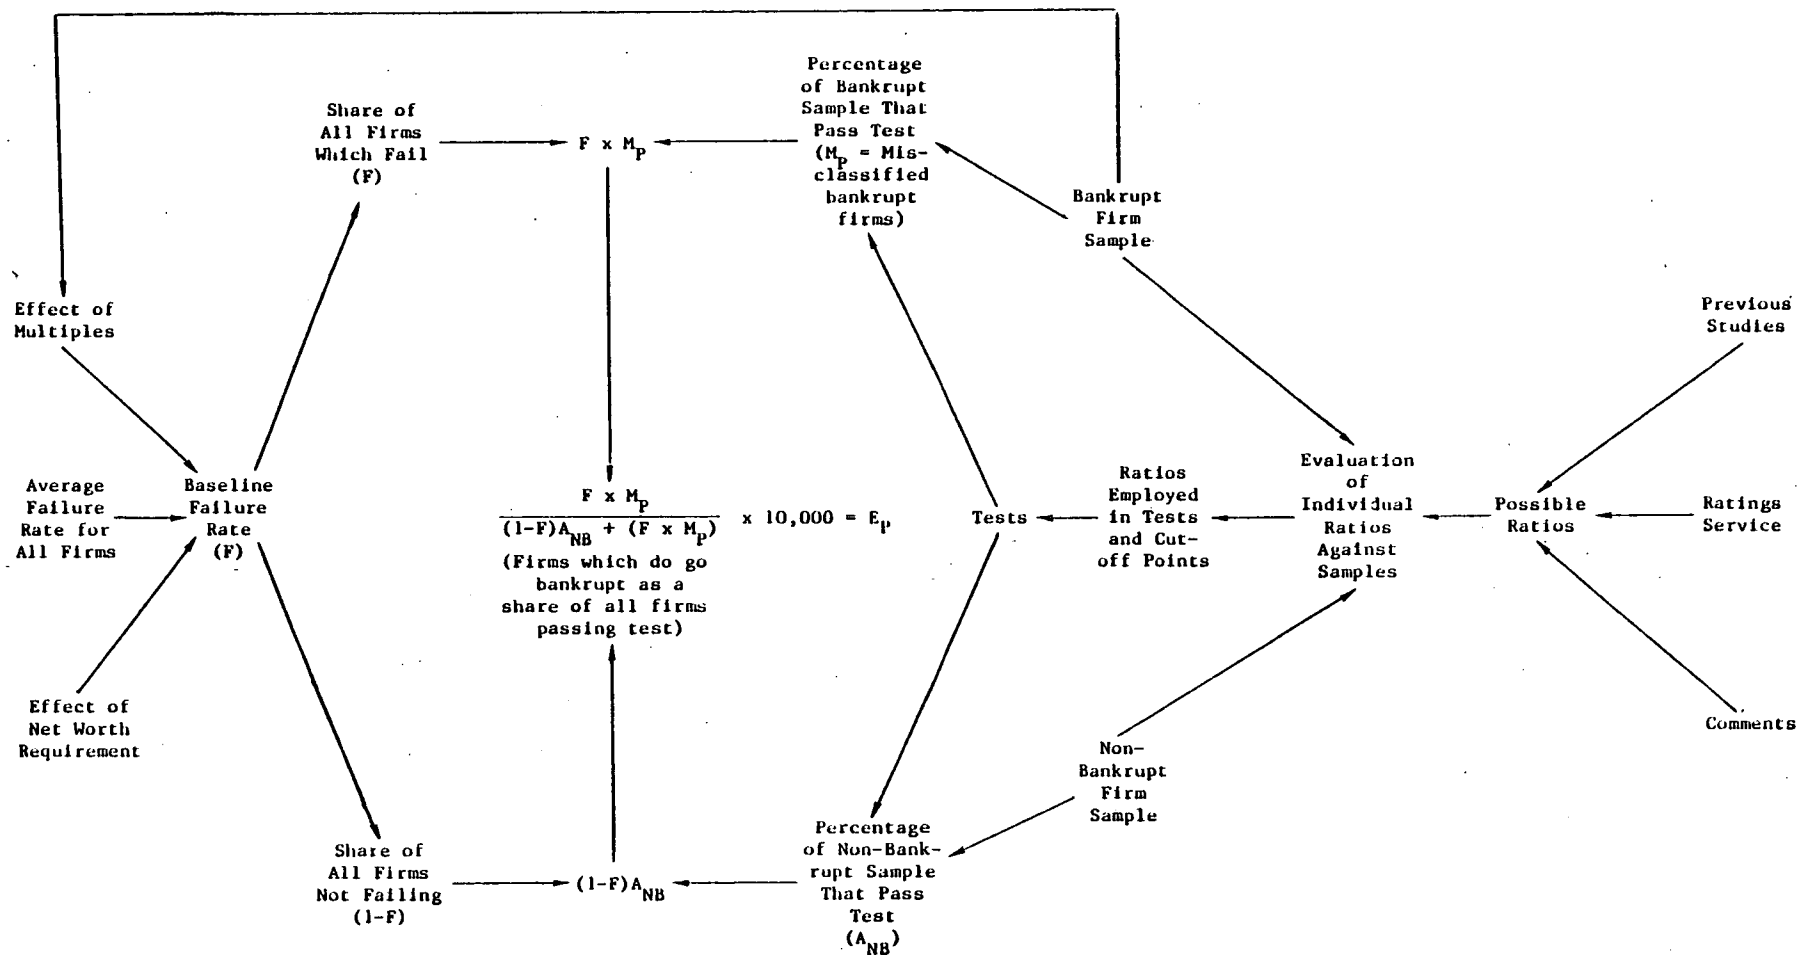 Percentage
of Bankrupt
Sample That
Pass Test
(M_P = Mis-
classified
bankrupt
firms)
Share of
All Firms
Which Fail
(F)
F x M_P
Bankrupt
Firm
Sample
Effect of
Multiples
Previous
Studies
Average
Failure
Rate for
All Firms
Baseline
Failure
Rate
(F)
F x M_P
(1-F)A_NB + (F x M_P)
x 10,000 = E_P
(Firms which do go
bankrupt as a
share of all firms
passing test)
Tests
Ratios
Employed
in Tests
and Cut-
off Points
Evaluation
of
Individual
Ratios
Against
Samples
Possible
Ratios
Ratings
Service
Effect of
Net Worth
Requirement
Comments
Non-
Bankrupt
Firm
Sample
Share of
All Firms
Not Failing
(1-F)
(1-F)A_NB
Percentage
of Non-Bank-
rupt Sample
That Pass
Test
(A_NB)